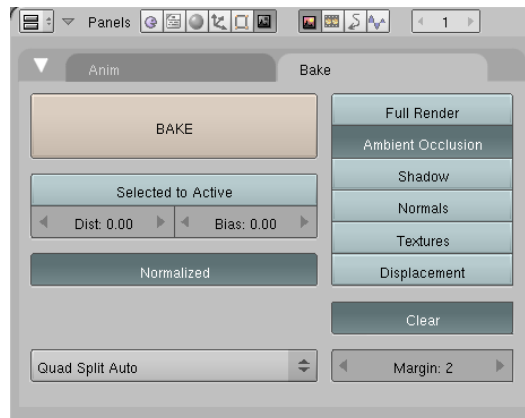 Panels
1
Anim
Bake
BAKE
Full Render
Ambient Occlusion
Selected to Active
Shadow
Dist: 0.00
Bias: 0.00
Normals
Textures
Normalized
Displacement
Clear
Quad Split Auto
Margin: 2